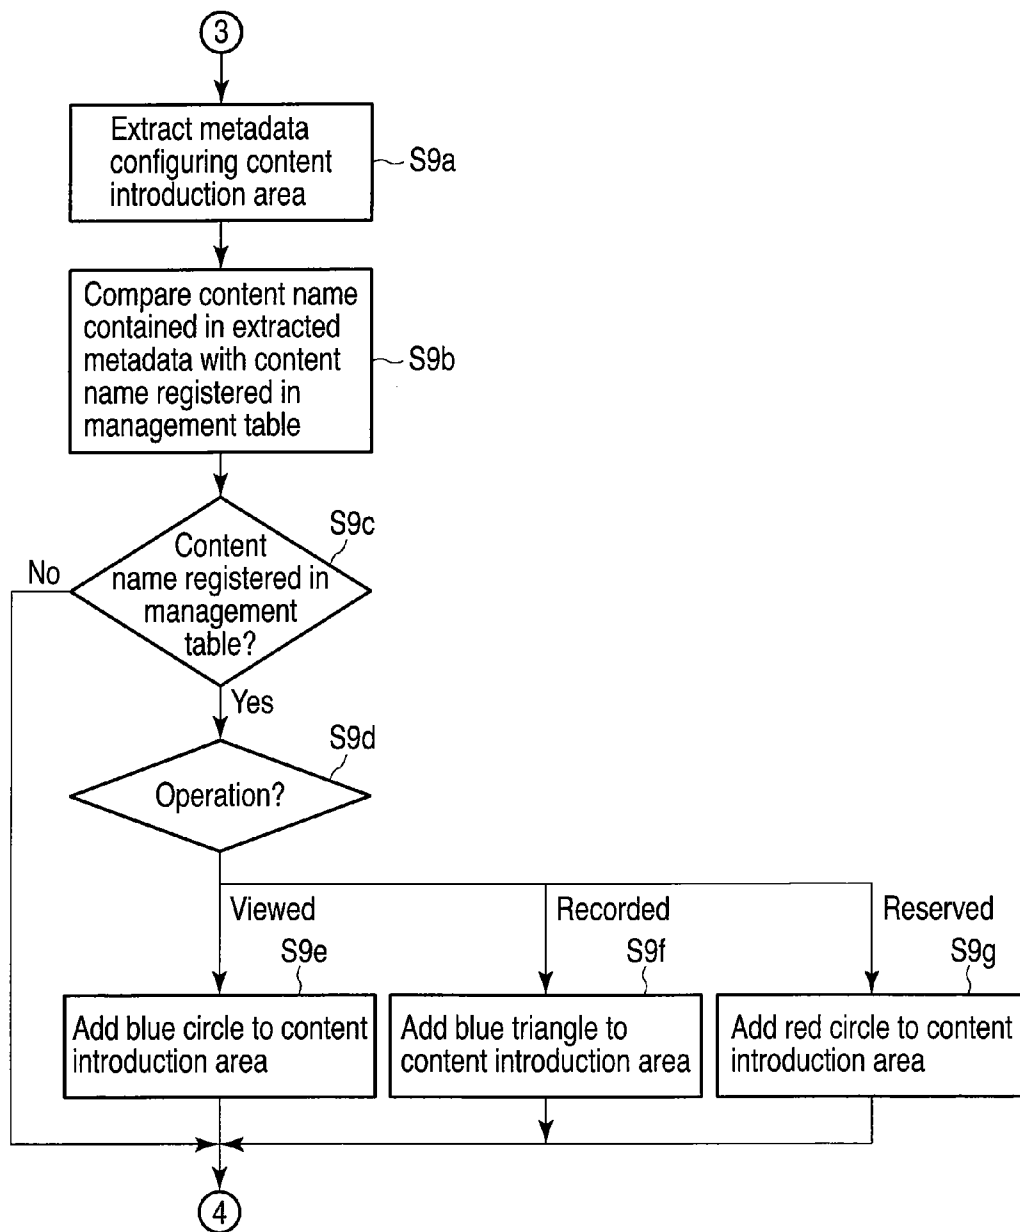 3
Extract metadata
configuring content
introduction area
S9a
Compare content name
contained in extracted
metadata with content
name registered in
management table
S9b
S9c
Content
name registered in
management
table?
No
Yes
S9d
Operation?
Viewed
Recorded
Reserved
S9e
S9f
S9g
Add blue circle to content
introduction area
Add blue triangle to
content introduction area
Add red circle to content
introduction area
4